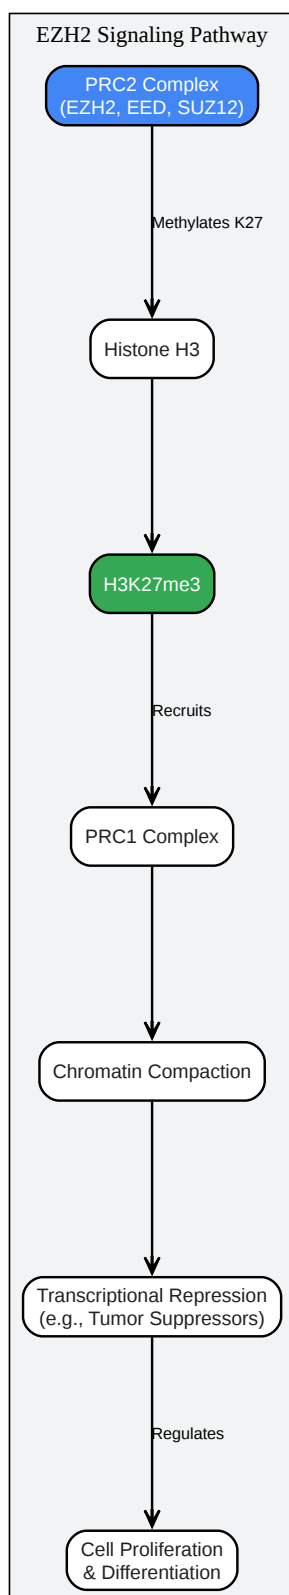 EZH2 Signaling Pathway
PRC2 Complex
(EZH2, EED, SUZ12)
Methylates K27
Histone H3
H3K27me3
Recruits
PRC1 Complex
Chromatin Compaction
Transcriptional Repression
(e.g., Tumor Suppressors)
Regulates
Cell Proliferation
& Differentiation